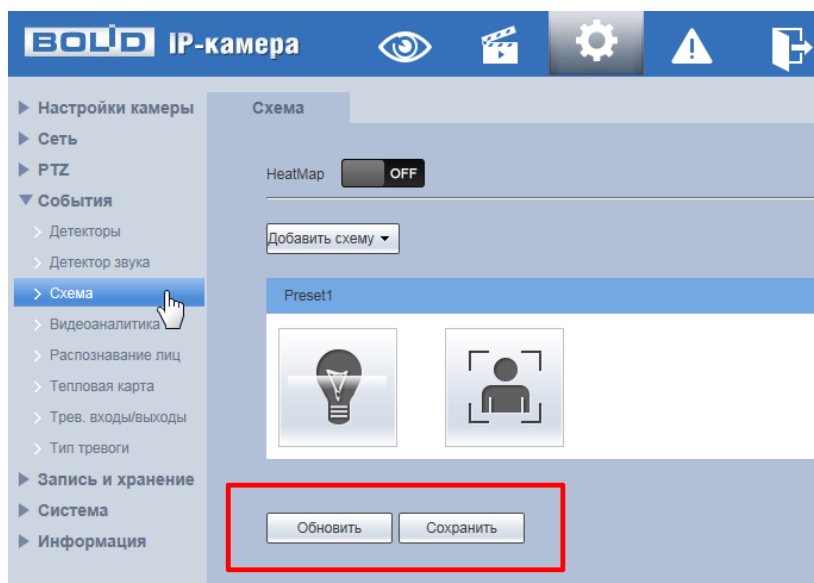 BOLID IP-камера
Настройки камеры
Сеть
PTZ
События
Детекторы
Детектор звука
Схема
Видеоаналитика
Распознавание лиц
Тепловая карта
Трев. входы/выходы
Тип тревоги
Запись и хранение
Система
Информация
Схема
HeatMap OFF
Добавить схему
Preset1
Обновить Сохранить